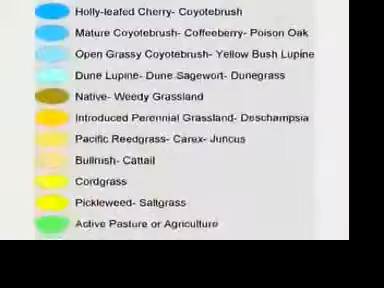 Holly-leafed Cherry- Coyotebrush
Mature Coyotebrush- Coffeeberry- Poison Oak
Open Grassy Coyotebrush- Yellow Bush Lupine
Dune Lupine- Dune Sagewort- Dunegrass
Native- Weedy Grassland
Introduced Perennial Grassland- Deschampsia
Pacific Reedgrass- Carex- Juncus
Bullrush- Cattail
Cordgrass
Pickleweed- Saltgrass
Active Pasture or Agriculture